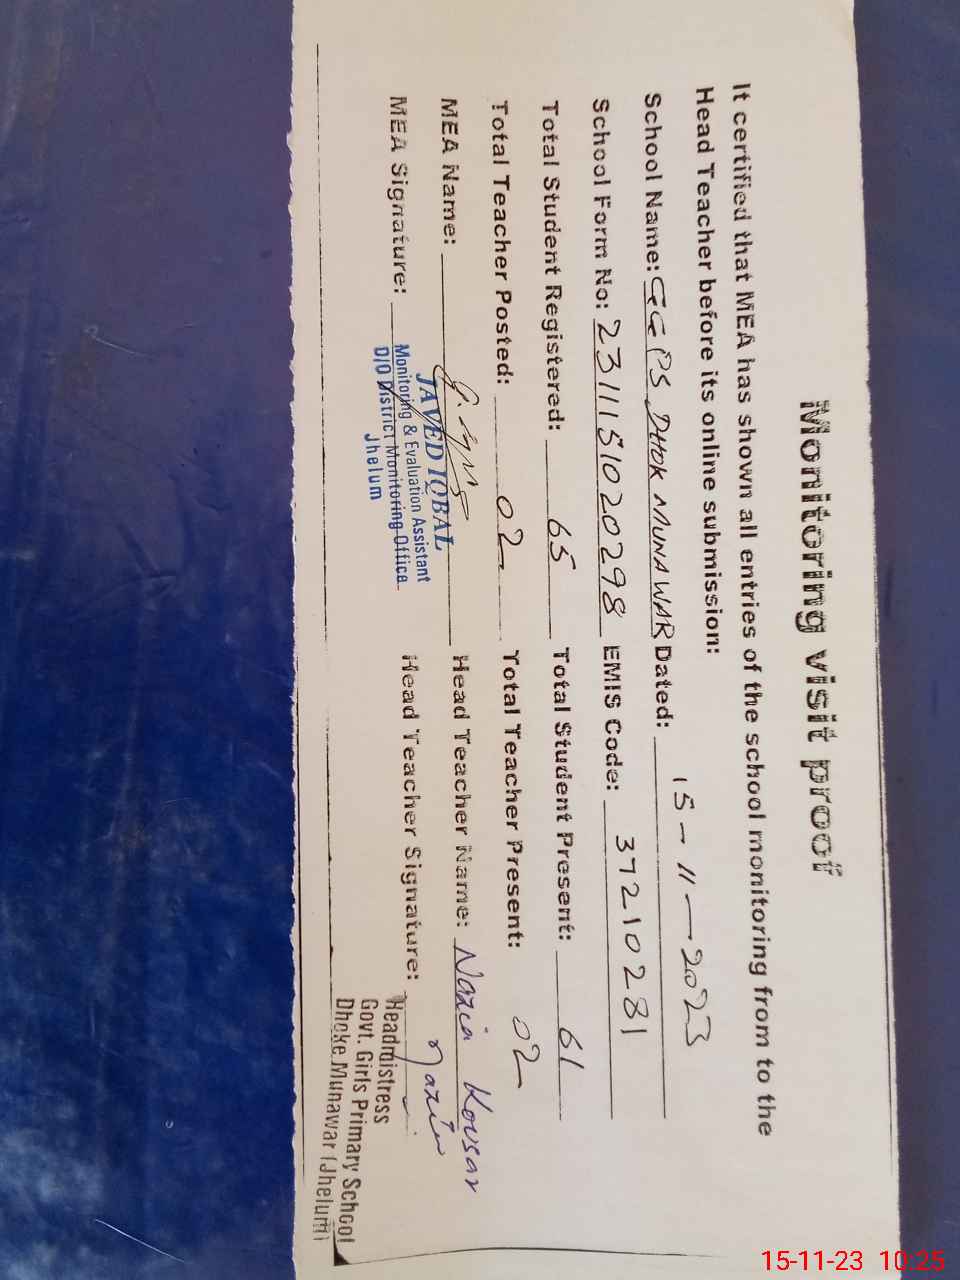 Monitoring visit proof
It certified that MEA has shown all entries of the school monitoring from to the
Head Teacher before its online submission:
School Name: GGPS DHOK MUNAWAR Dated: 15-11-2023
School Form No: 2311151020298 EMIS Code: 37210281
Total Student Registered: 65 Total Student Present: 61
Total Teacher Posted: 02 Total Teacher Present: 02
MEA Name: Head Teacher Name: Nazia Kousar
MEA Signature: Head Teacher Signature: Nazia
JAVED IQBAL
Monitoring & Evaluation Assistant
D/O District Monitoring Office
Jhelum
Headmistress
Govt. Girls Primary School
Dhoke Munawar (Jhelum)
15-11-23 10:25